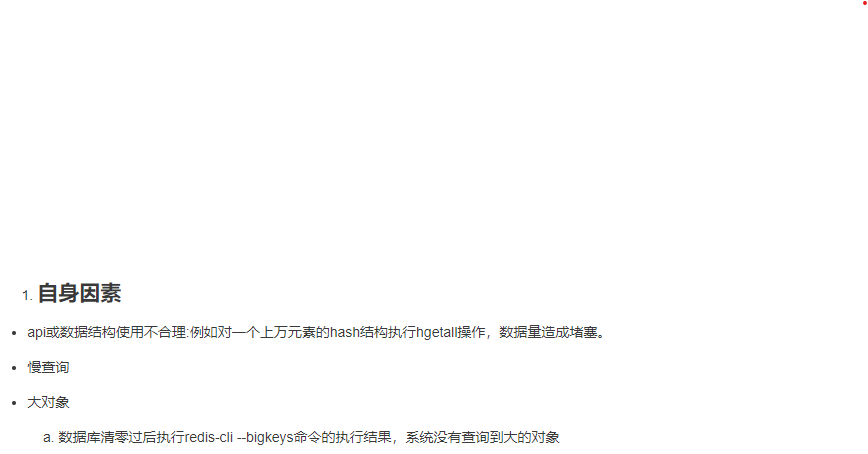 1. 自身因素
• api或数据结构使用不合理:例如对一个上万元素的hash结构执行hgetall操作，数据量造成堵塞。
• 慢查询
• 大对象
a. 数据库清零过后执行redis-cli --bigkeys命令的执行结果，系统没有查询到大的对象